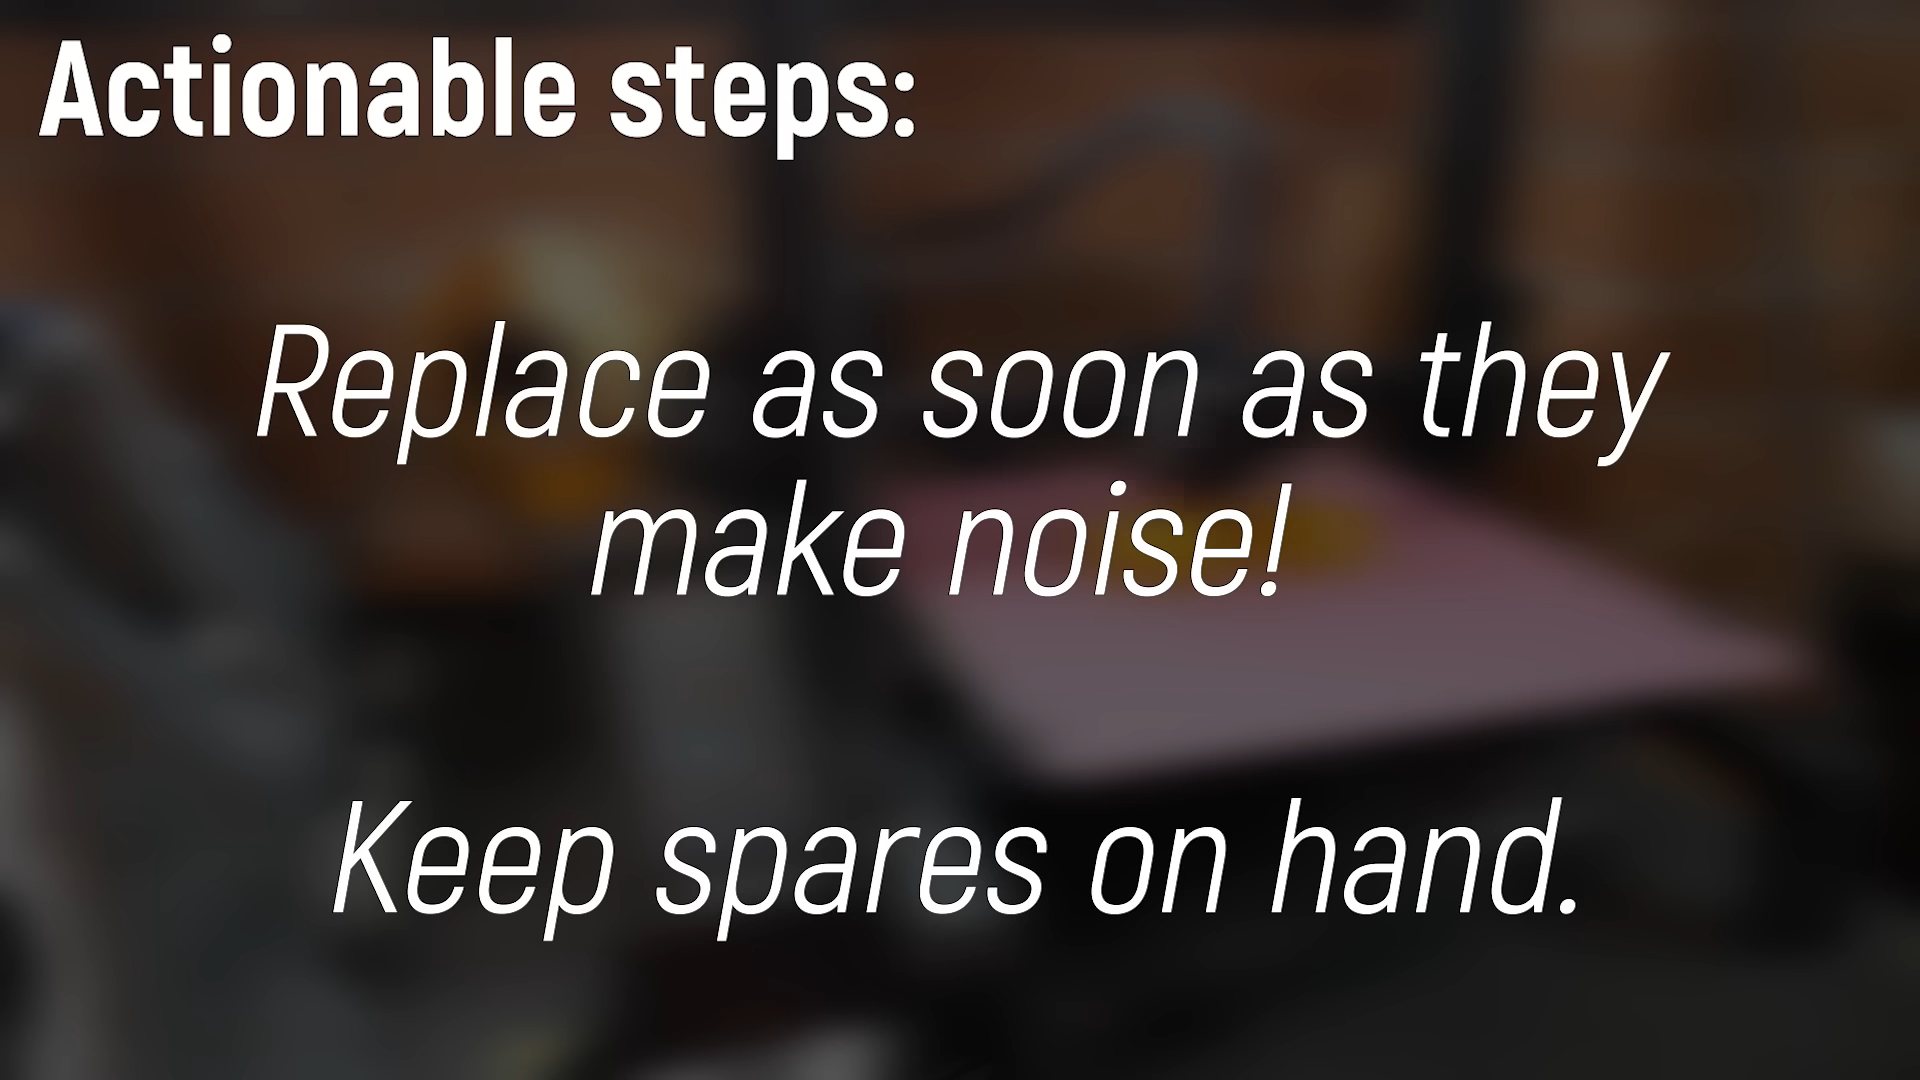 Actionable steps:
Replace as soon as they
make noise!
Keep spares on hand.